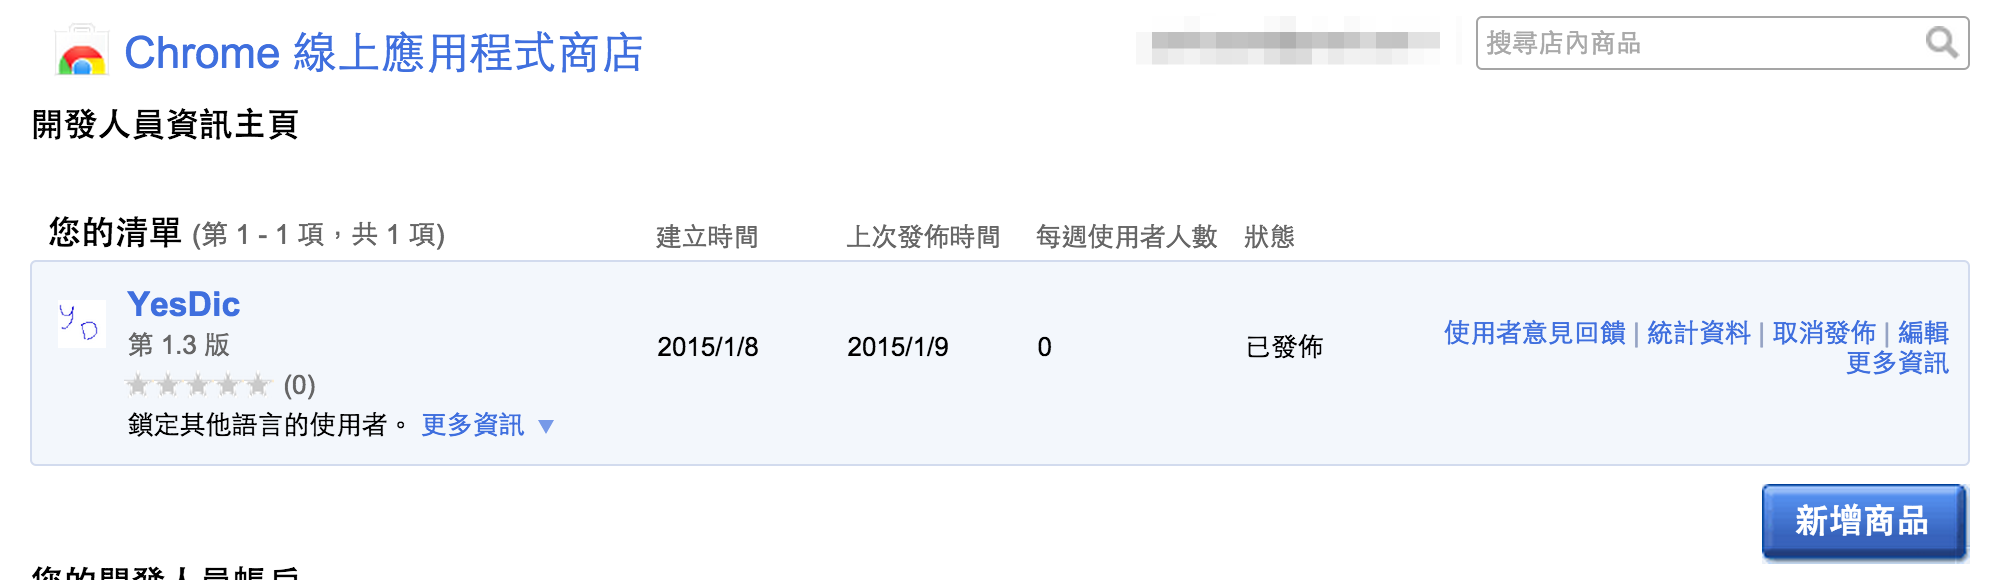 Chrome 線上應用程式商店
搜尋店內商品
開發人員資訊主頁
您的清單 (第 1 - 1 項，共 1 項) 建立時間 上次發佈時間 每週使用者人數 狀態
YD
YesDic
第 1.3 版
2015/1/8 2015/1/9 0 已發佈
使用者意見回饋 | 統計資料 | 取消發佈 | 編輯
更多資訊
(0)
鎖定其他語言的使用者。 更多資訊 ▼
新增商品
您的開發人員帳戶